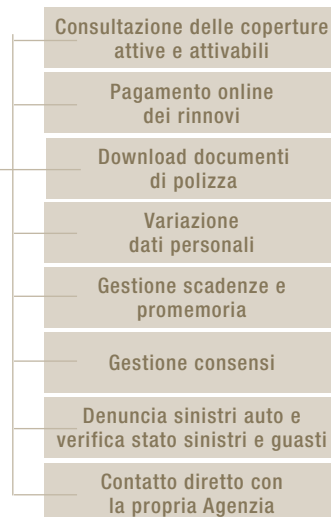 Consultazione delle coperture
attive e attivabili
Pagamento online
dei rinnovi
Download documenti
di polizza
Variazione
dati personali
Gestione scadenze e
promemoria
Gestione consensi
Denuncia sinistri auto e
verifica stato sinistri e guasti
Contatto diretto con
la propria Agenzia